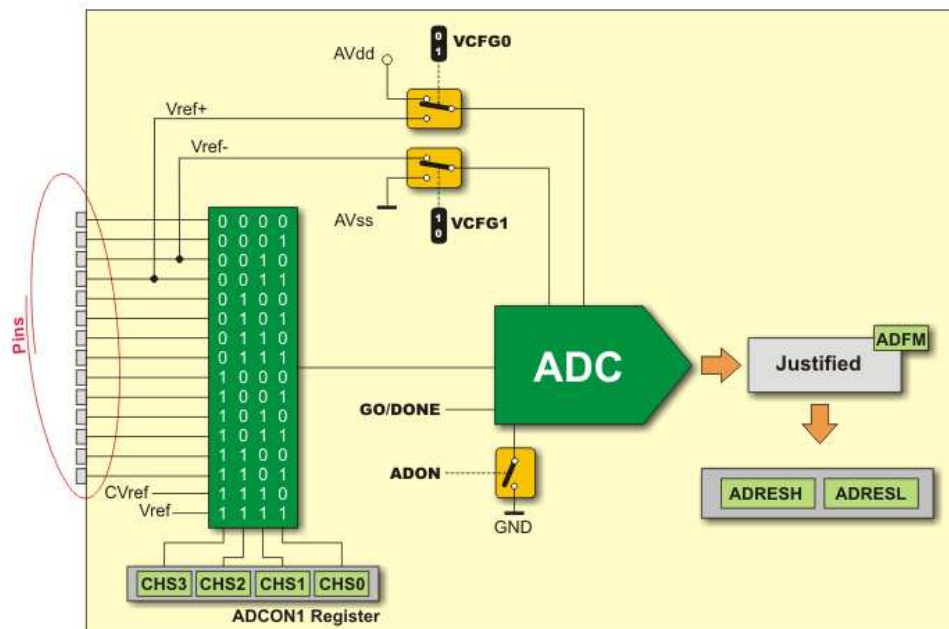 0
1
VCFG0
AVdd
Vref+
Vref-
AVss
1
0
VCFG1
Pins
0 0 0 0
0 0 0 1
0 0 1 0
0 0 1 1
0 1 0 0
0 1 0 1
0 1 1 0
0 1 1 1
1 0 0 0
1 0 0 1
1 0 1 0
1 0 1 1
1 1 0 0
1 1 0 1
CVref 1 1 1 0
Vref 1 1 1 1
ADC
GO/DONE
ADON
GND
ADFM
Justified
ADRESH ADRESL
CHS3 CHS2 CHS1 CHS0
ADCON1 Register